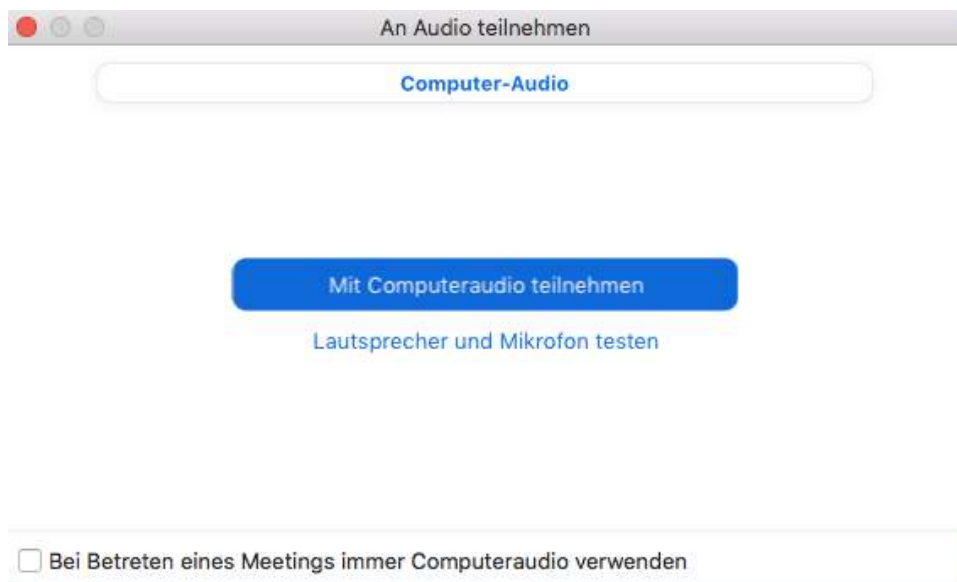 An Audio teilnehmen
Computer-Audio
Mit Computeraudio teilnehmen
Lautsprecher und Mikrofon testen
Bei Betreten eines Meetings immer Computeraudio verwenden